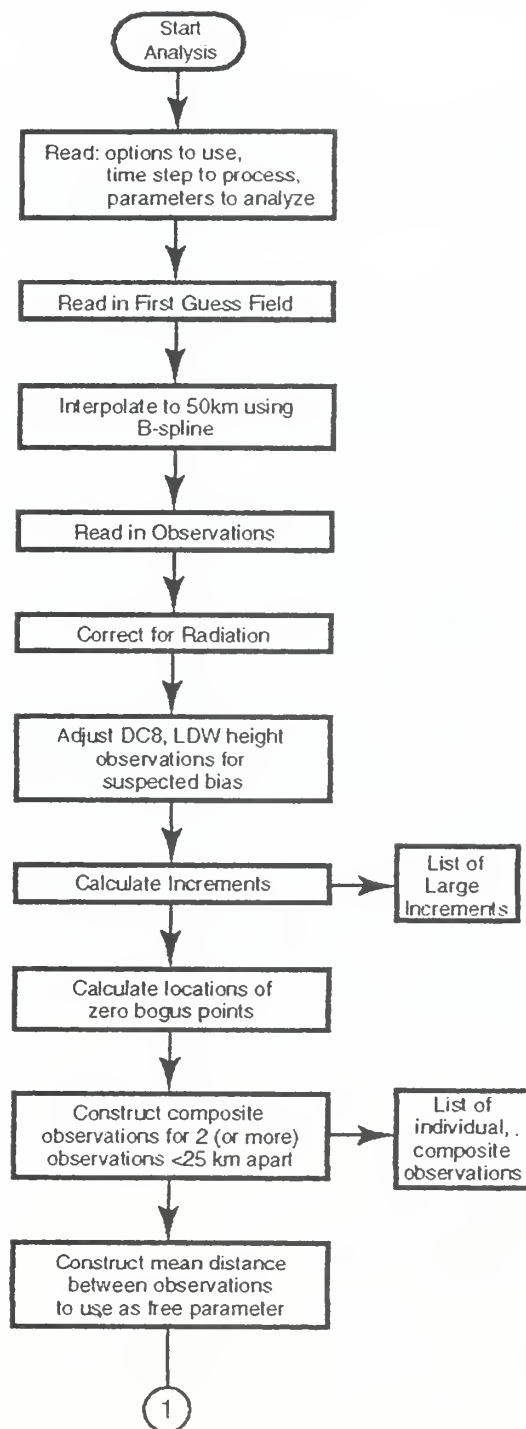 Start
Analysis
Read: options to use,
time step to process,
parameters to analyze
Read in First Guess Field
Interpolate to 50km using
B-spline
Read in Observations
Correct for Radiation
Adjust DC8, LDW height
observations for
suspected bias
Calculate Increments
List of
Large
Increments
Calculate locations of
zero bogus points
Construct composite
observations for 2 (or more)
observations <25 km apart
List of
individual, .
composite
observations
Construct mean distance
between observations
to use as free parameter
1